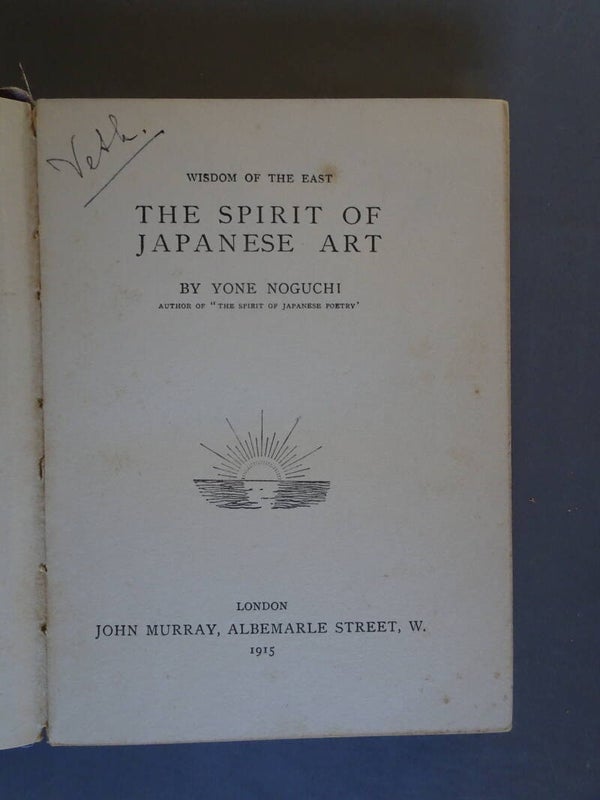 Veth.
WISDOM OF THE EAST
THE SPIRIT OF
JAPANESE ART
BY YONE NOGUCHI
AUTHOR OF "THE SPIRIT OF JAPANESE POETRY'
LONDON
JOHN MURRAY, ALBEMARLE STREET, W.
1915